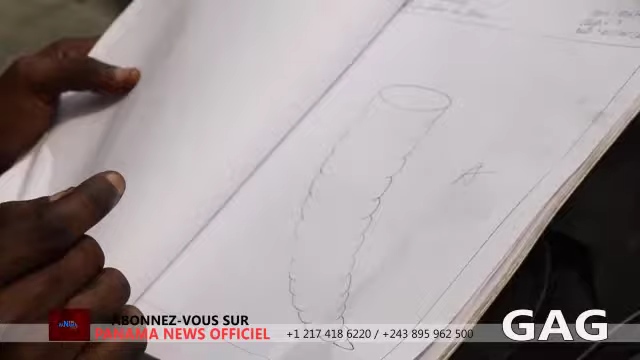 A
ABONNEZ-VOUS SUR
PANAMA NEWS OFFICIEL
+1 217 418 6220 / +243 895 962 500
GAG